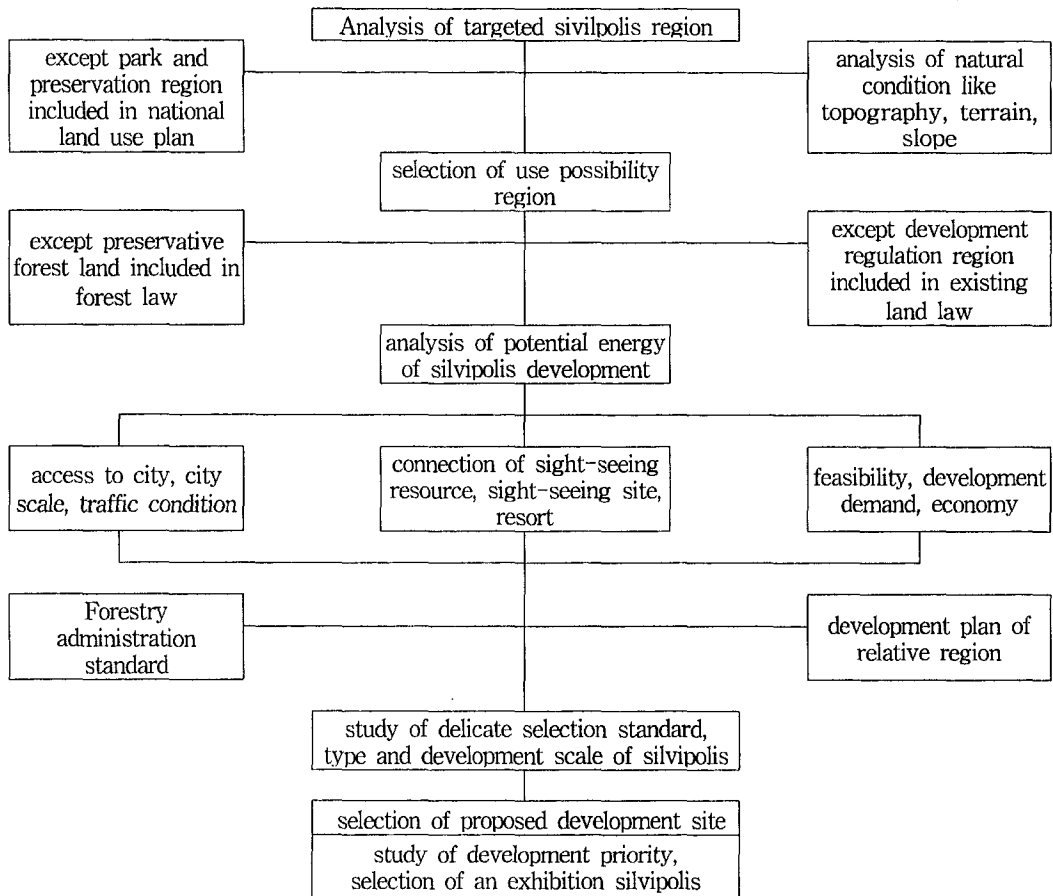 Analysis of targeted sivilpolis region
except park and
preservation region
included in national
land use plan
analysis of natural
condition like
topography, terrain,
slope
selection of use possibility
region
except preservative
forest land included in
forest law
except development
regulation region
included in existing
land law
analysis of potential energy
of silvipolis development
access to city, city
scale, traffic condition
connection of sight-seeing
resource, sight-seeing site,
resort
feasibility, development
demand, economy
Forestry
administration
standard
development plan of
relative region
study of delicate selection standard,
type and development scale of silvipolis
selection of proposed development site
study of development priority,
selection of an exhibition silvipolis